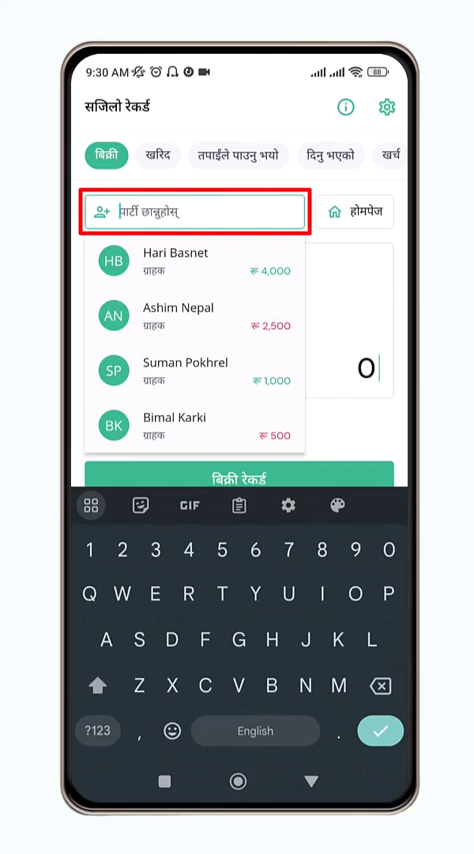 9:30 AM
88
सजिलो रेकर्ड
बिक्री खरिद तपाईंले पाउनु भयो दिनु भएको खर्च
पार्टी छान्नुहोस् होमपेज
HB Hari Basnet
ग्राहक रू 4,000
AN Ashim Nepal
ग्राहक रू 2,500
SP Suman Pokhrel
ग्राहक रू 1,000
0
BK Bimal Karki
ग्राहक रू 500
बिक्री रेकर्ड
GIF
1 2 3 4 5 6 7 8 9 0
Q W E R T Y U I O P
A S D F G H J K L
Z X C V B N M
?123 , English .